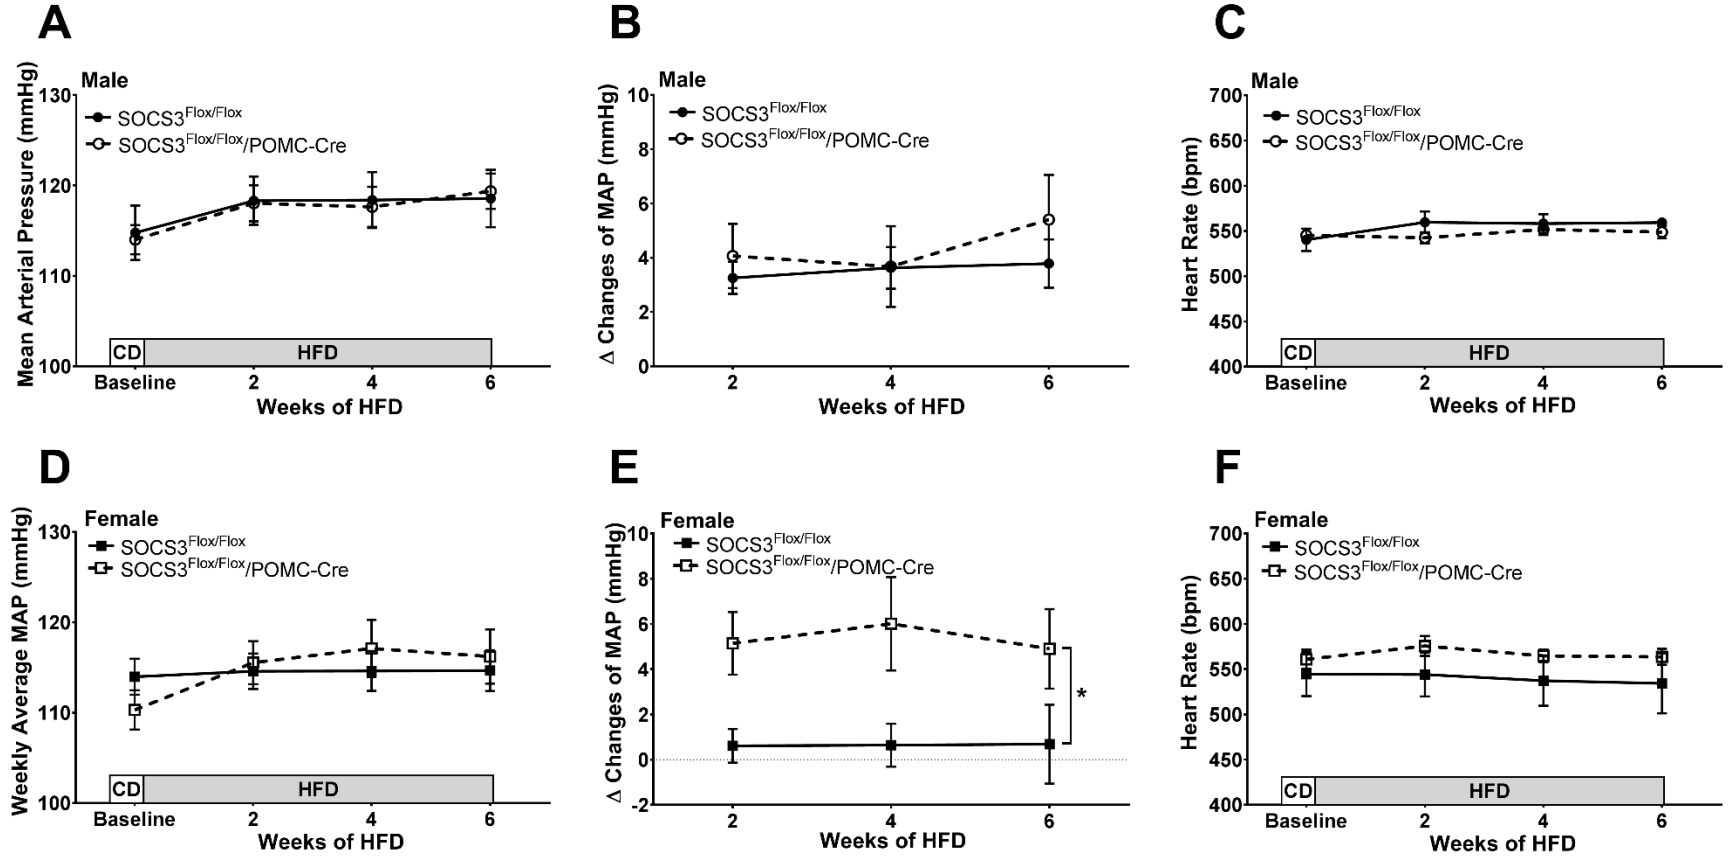 A
Male
SOCS3Flox/Flox
SOCS3Flox/Flox/POMC-Cre
Mean Arterial Pressure (mmHg)
130
120
110
100
CD
HFD
Baseline
2
4
6
Weeks of HFD
B
Male
SOCS3Flox/Flox
SOCS3Flox/Flox/POMC-Cre
Δ Changes of MAP (mmHg)
10
8
6
4
2
0
2
4
6
Weeks of HFD
C
Male
SOCS3Flox/Flox
SOCS3Flox/Flox/POMC-Cre
Heart Rate (bpm)
700
650
600
550
500
450
400
CD
HFD
Baseline
2
4
6
Weeks of HFD
D
Female
SOCS3Flox/Flox
SOCS3Flox/Flox/POMC-Cre
Weekly Average MAP (mmHg)
130
120
110
100
CD
HFD
Baseline
2
4
6
Weeks of HFD
E
Female
SOCS3Flox/Flox
SOCS3Flox/Flox/POMC-Cre
Δ Changes of MAP (mmHg)
10
8
6
4
2
0
-2
*
2
4
6
Weeks of HFD
F
Female
SOCS3Flox/Flox
SOCS3Flox/Flox/POMC-Cre
Heart Rate (bpm)
700
650
600
550
500
450
400
CD
HFD
Baseline
2
4
6
Weeks of HFD